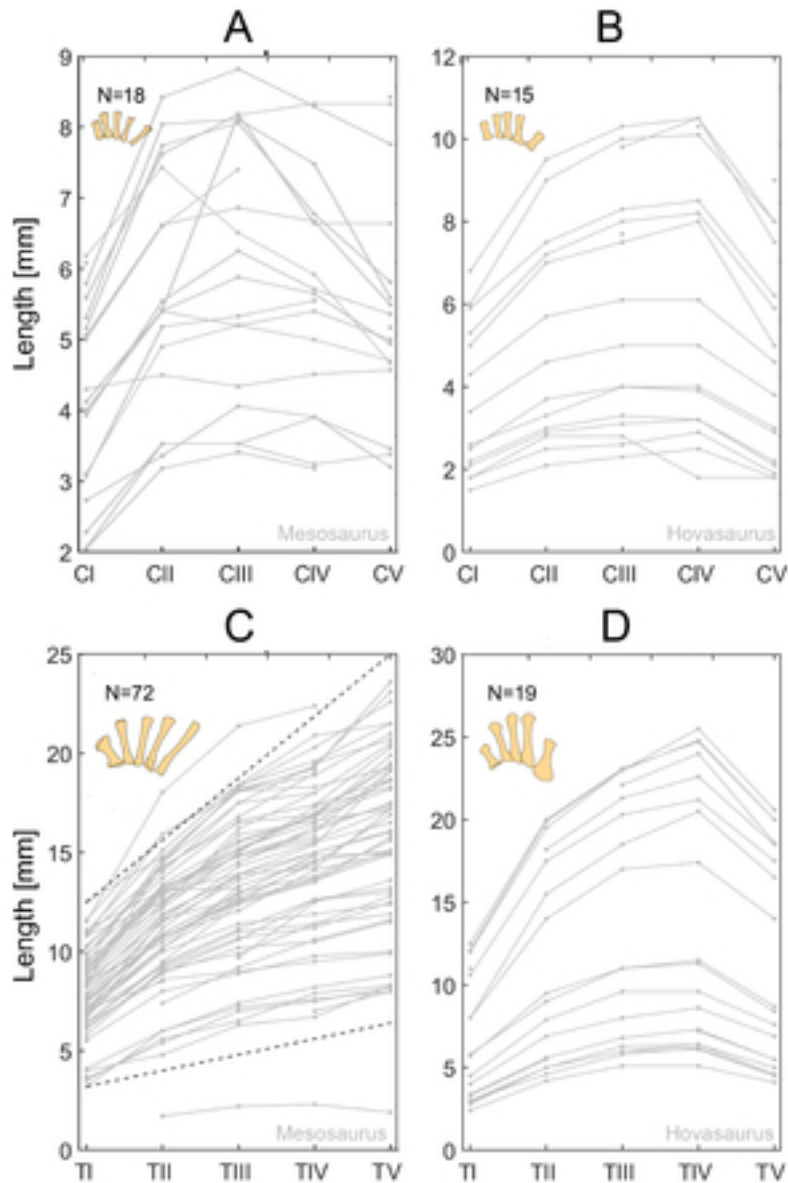 A
B
Length [mm]
9
8
7
6
5
4
3
2
N=18
Mesosaurus
CI CII CIII CIV CV
12
10
8
6
4
2
0
N=15
Hovasaurus
CI CII CIII CIV CV
C
D
Length [mm]
25
20
15
10
5
0
N=72
Mesosaurus
TI TII TIII TIV TV
30
25
20
15
10
5
0
N=19
Hovasaurus
TI TII TIII TIV TV